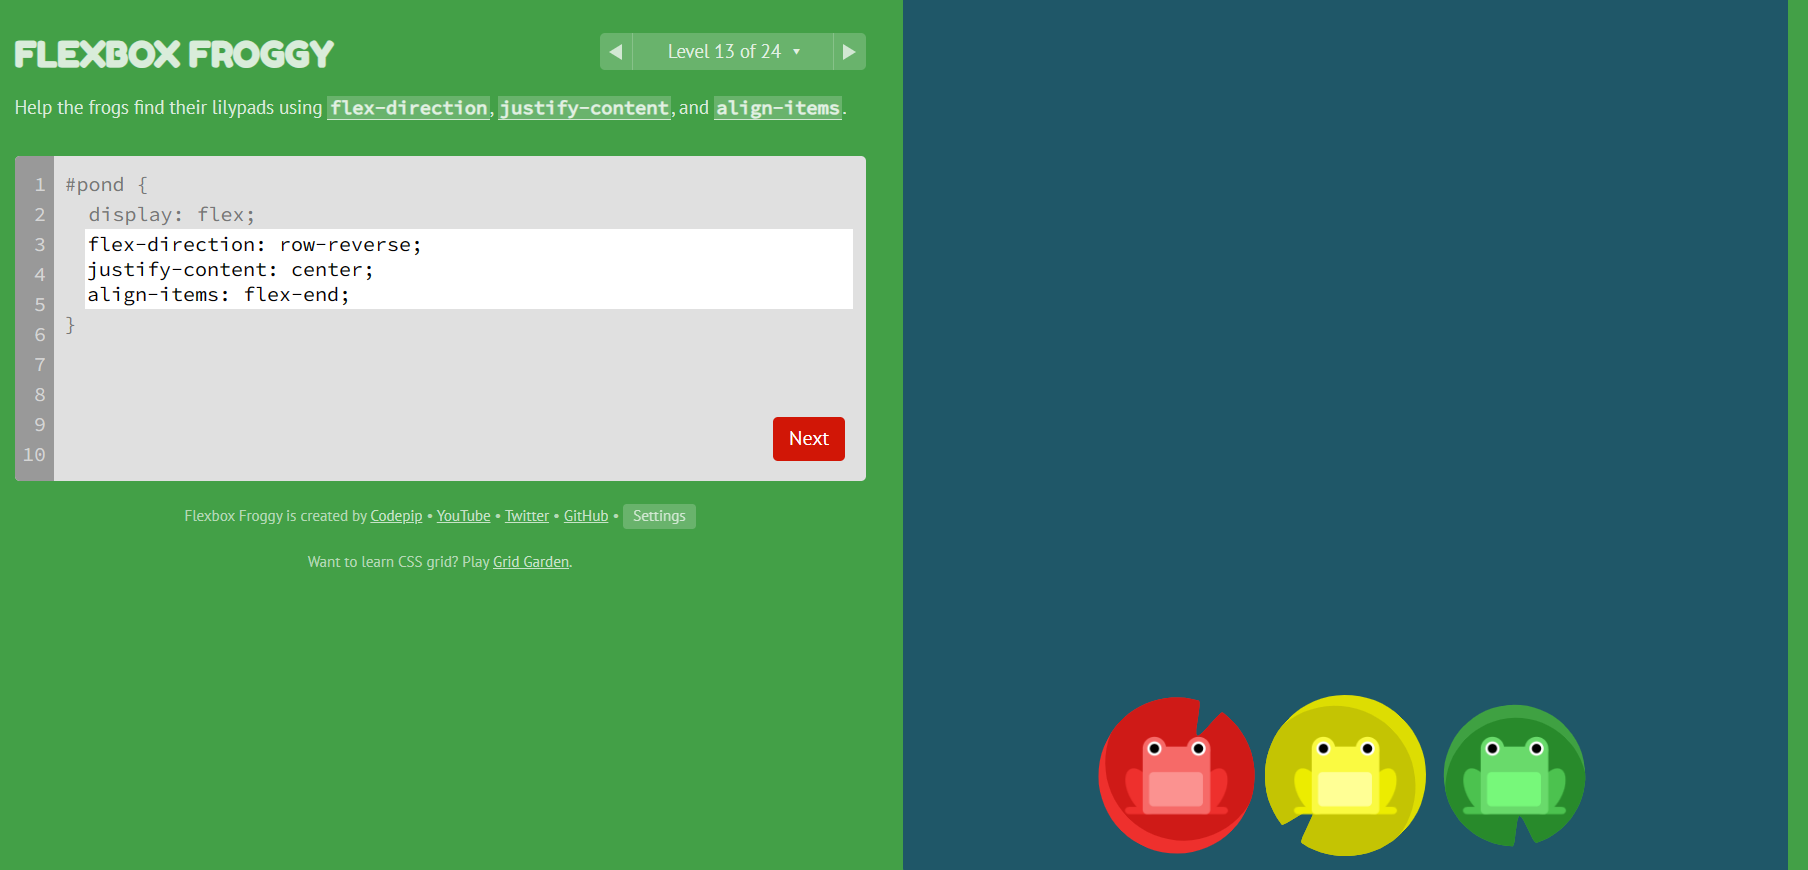 FLEXBOX FROGGY
◀ Level 13 of 24 ▾ ▶
Help the frogs find their lilypads using flex-direction, justify-content, and align-items.
1 #pond {
2 display: flex;
3 flex-direction: row-reverse;
4 justify-content: center;
5 align-items: flex-end;
6 }
7
8
9
10
Next
Flexbox Froggy is created by Codepip • YouTube • Twitter • GitHub • Settings
Want to learn CSS grid? Play Grid Garden.